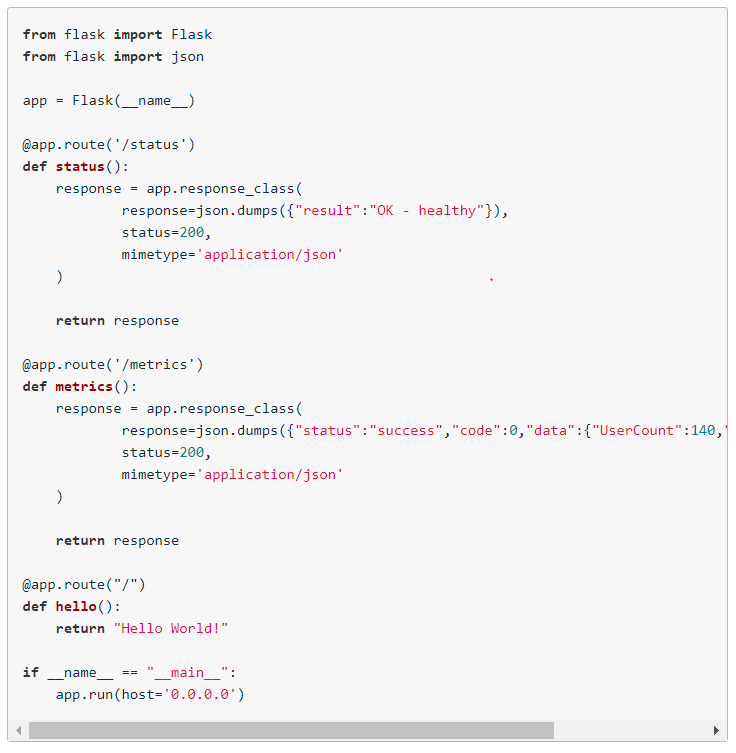 from flask import Flask
from flask import json

app = Flask(__name__)

@app.route('/status')
def status():
    response = app.response_class(
            response=json.dumps({"result":"OK - healthy"}),
            status=200,
            mimetype='application/json'
    )

    return response

@app.route('/metrics')
def metrics():
    response = app.response_class(
            response=json.dumps({"status":"success","code":0,"data":{"UserCount":140,"
            status=200,
            mimetype='application/json'
    )

    return response

@app.route("/")
def hello():
    return "Hello World!"

if __name__ == "__main__":
    app.run(host='0.0.0.0')